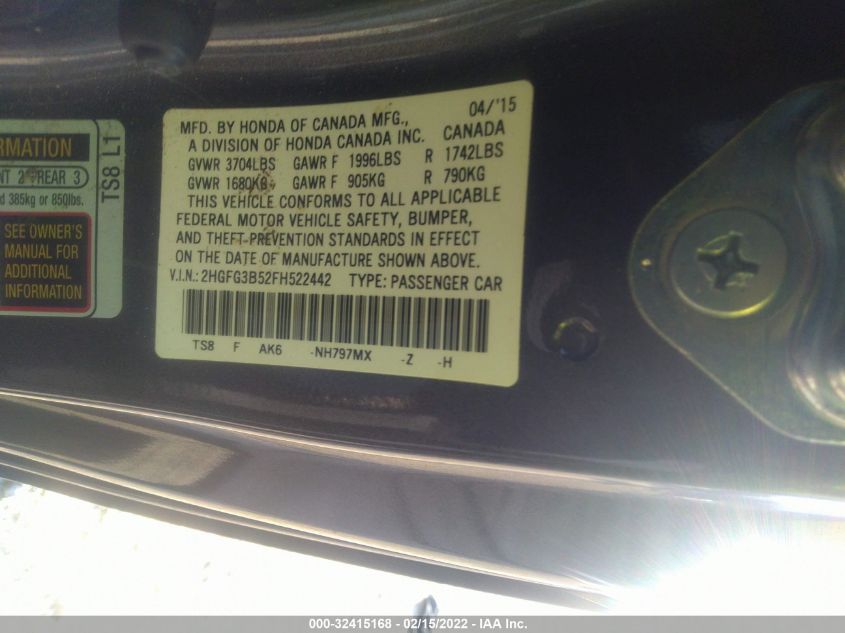 RMATION
NT 2 REAR 3
d 385kg or 850lbs.
SEE OWNER'S
MANUAL FOR
ADDITIONAL
INFORMATION
TS8 L1
04/'15
MFD. BY HONDA OF CANADA MFG.,
A DIVISION OF HONDA CANADA INC. CANADA
GVWR 3704LBS GAWR F 1996LBS R 1742LBS
GVWR 1680KG GAWR F 905KG R 790KG
THIS VEHICLE CONFORMS TO ALL APPLICABLE
FEDERAL MOTOR VEHICLE SAFETY, BUMPER,
AND THEFT-PREVENTION STANDARDS IN EFFECT
ON THE DATE OF MANUFACTURE SHOWN ABOVE.
V.I.N.: 2HGFG3B52FH522442 TYPE: PASSENGER CAR
TS8 F AK6 -NH797MX -Z -H
000-32415168 - 02/15/2022 - IAA Inc.